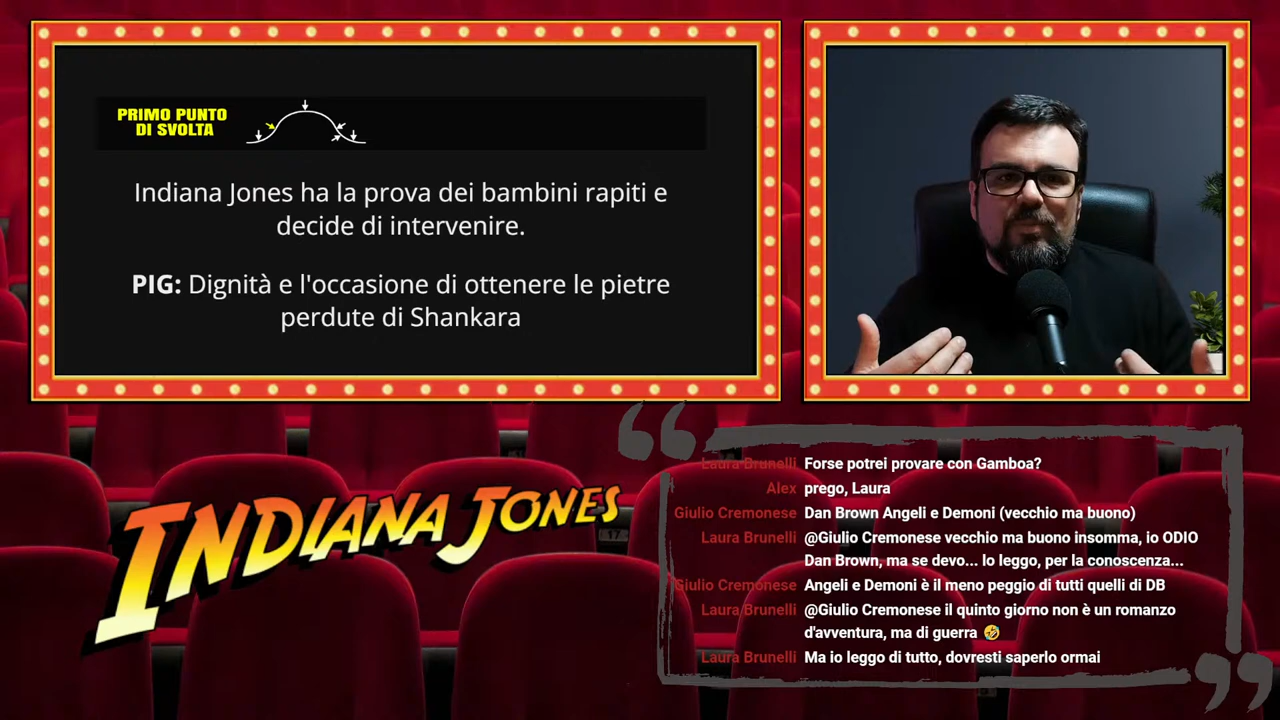 PRIMO PUNTO
DI SVOLTA
Indiana Jones ha la prova dei bambini rapiti e
decide di intervenire.
PIG: Dignità e l'occasione di ottenere le pietre
perdute di Shankara
INDIANA JONES
17
Laura Brunelli Forse potrei provare con Gamboa?
Alex prego, Laura
Giulio Cremonese Dan Brown Angeli e Demoni (vecchio ma buono)
Laura Brunelli @Giulio Cremonese vecchio ma buono insomma, io ODIO
Dan Brown, ma se devo... lo leggo, per la conoscenza...
Giulio Cremonese Angeli e Demoni è il meno peggio di tutti quelli di DB
Laura Brunelli @Giulio Cremonese il quinto giorno non è un romanzo
d'avventura, ma di guerra 🤣
Laura Brunelli Ma io leggo di tutto, dovresti saperlo ormai